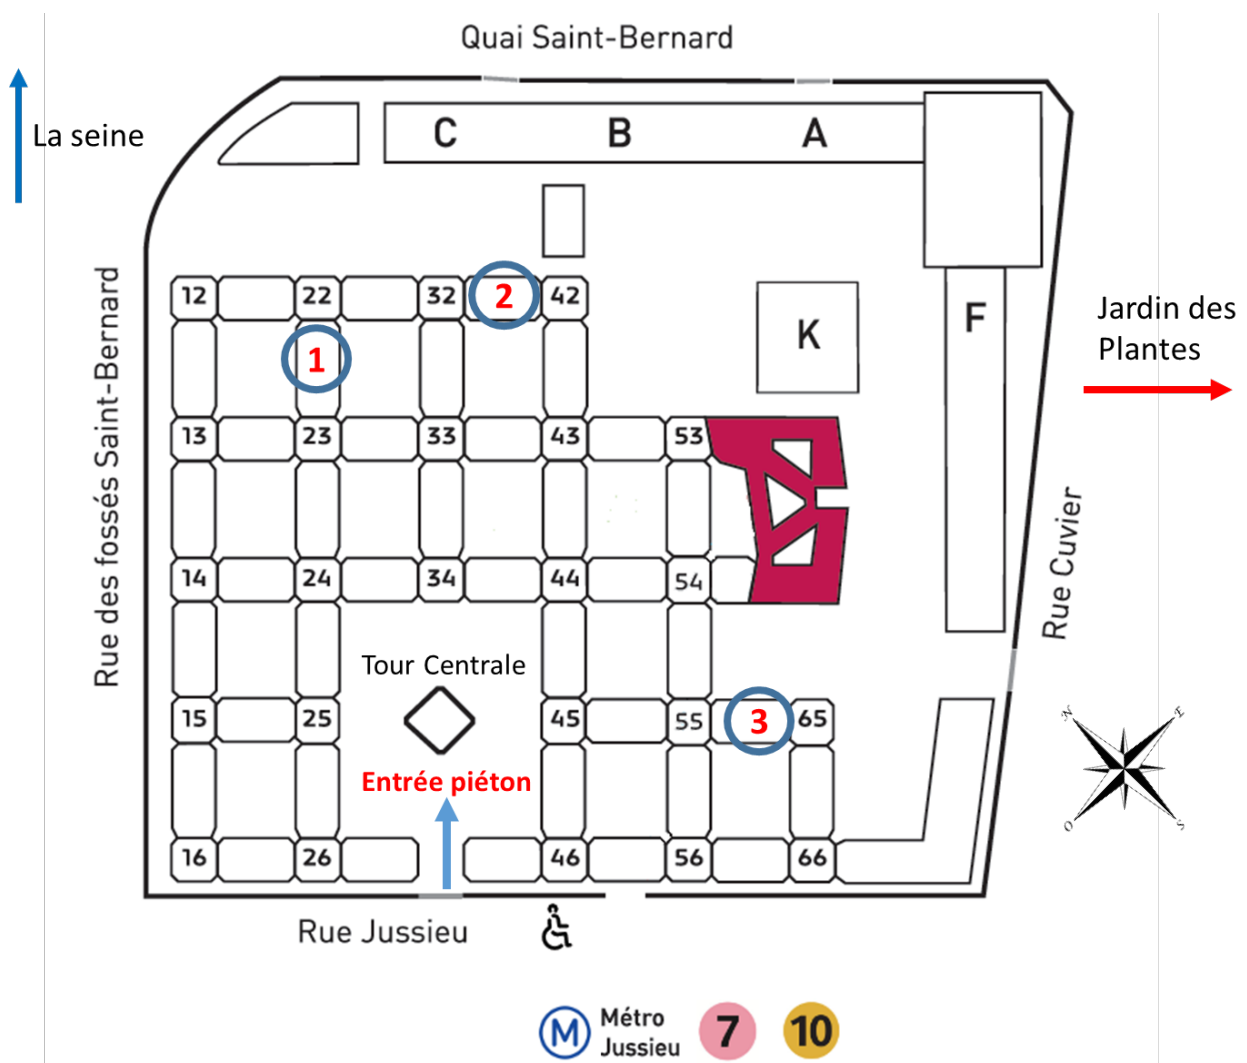 Quai Saint-Bernard
La seine
C B A
12 22 32 2 42
1
K
F
Jardin des
Plantes
Rue des fossés Saint-Bernard
13 23 33 43 53
14 24 34 44 54
Rue Cuvier
Tour Centrale
15 25 45 55 3 65
N E
O S
Entrée piéton
16 26 46 56 66
Rue Jussieu
M Métro 7 10
Jussieu